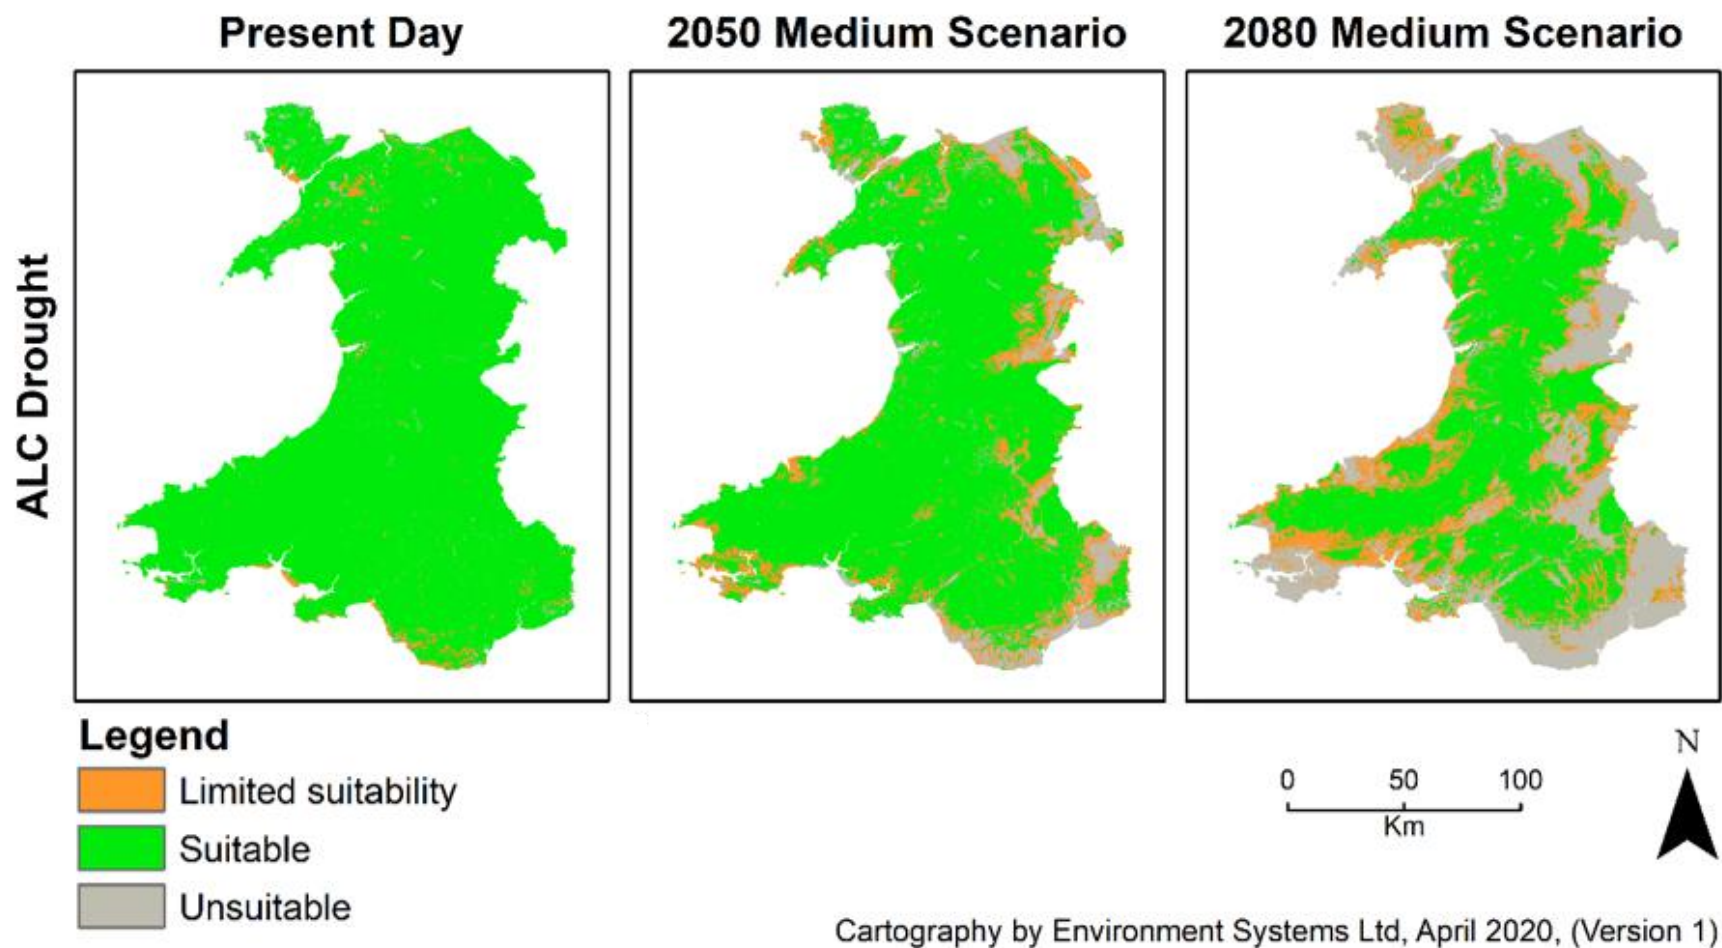 Present Day
2050 Medium Scenario
2080 Medium Scenario
ALC Drought
Legend
Limited suitability
Suitable
Unsuitable
0 50 100
Km
N
Cartography by Environment Systems Ltd, April 2020, (Version 1)